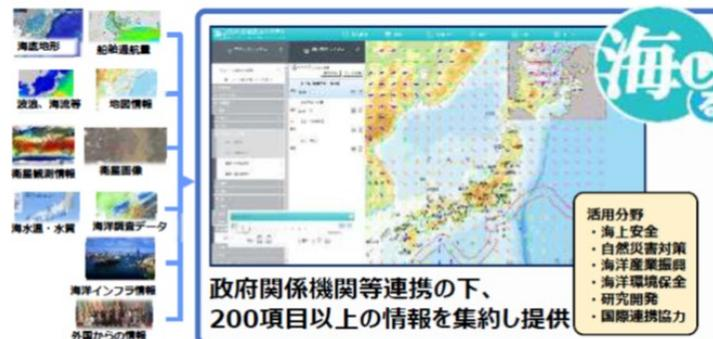 海底地形
船舶通航量
波浪、海流等
地図情報
衛星観測情報
衛星画像
海水温・水質
海洋調査データ
海洋インフラ情報
外国からの情報
海しる
活用分野
・海上安全
・自然災害対策
・海洋産業振興
・海洋環境保全
・研究開発
・国際連携協力
政府関係機関等連携の下、
200項目以上の情報を集約し提供